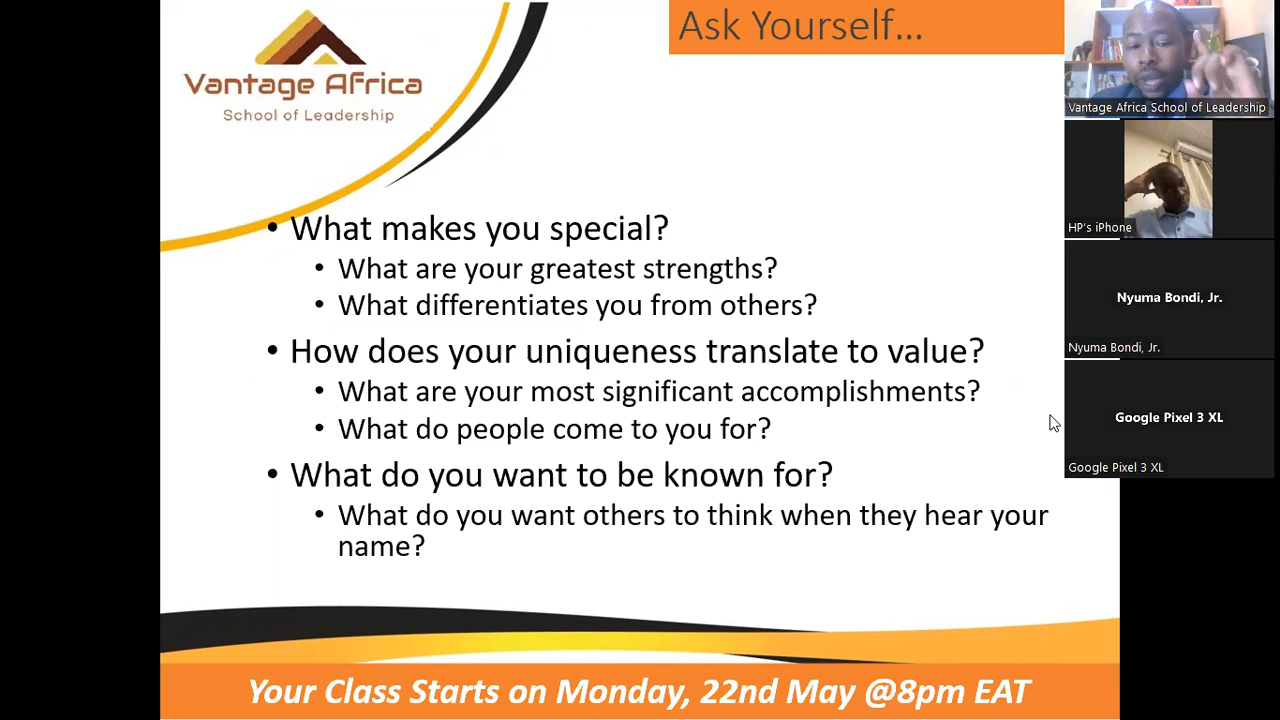 Ask Yourself...
Vantage Africa
School of Leadership
• What makes you special?
• What are your greatest strengths?
• What differentiates you from others?
• How does your uniqueness translate to value?
• What are your most significant accomplishments?
• What do people come to you for?
• What do you want to be known for?
• What do you want others to think when they hear your
name?
Your Class Starts on Monday, 22nd May @8pm EAT
Vantage Africa School of Leadership
HP's iPhone
Nyuma Bondi, Jr.
Nyuma Bondi, Jr.
Google Pixel 3 XL
Google Pixel 3 XL